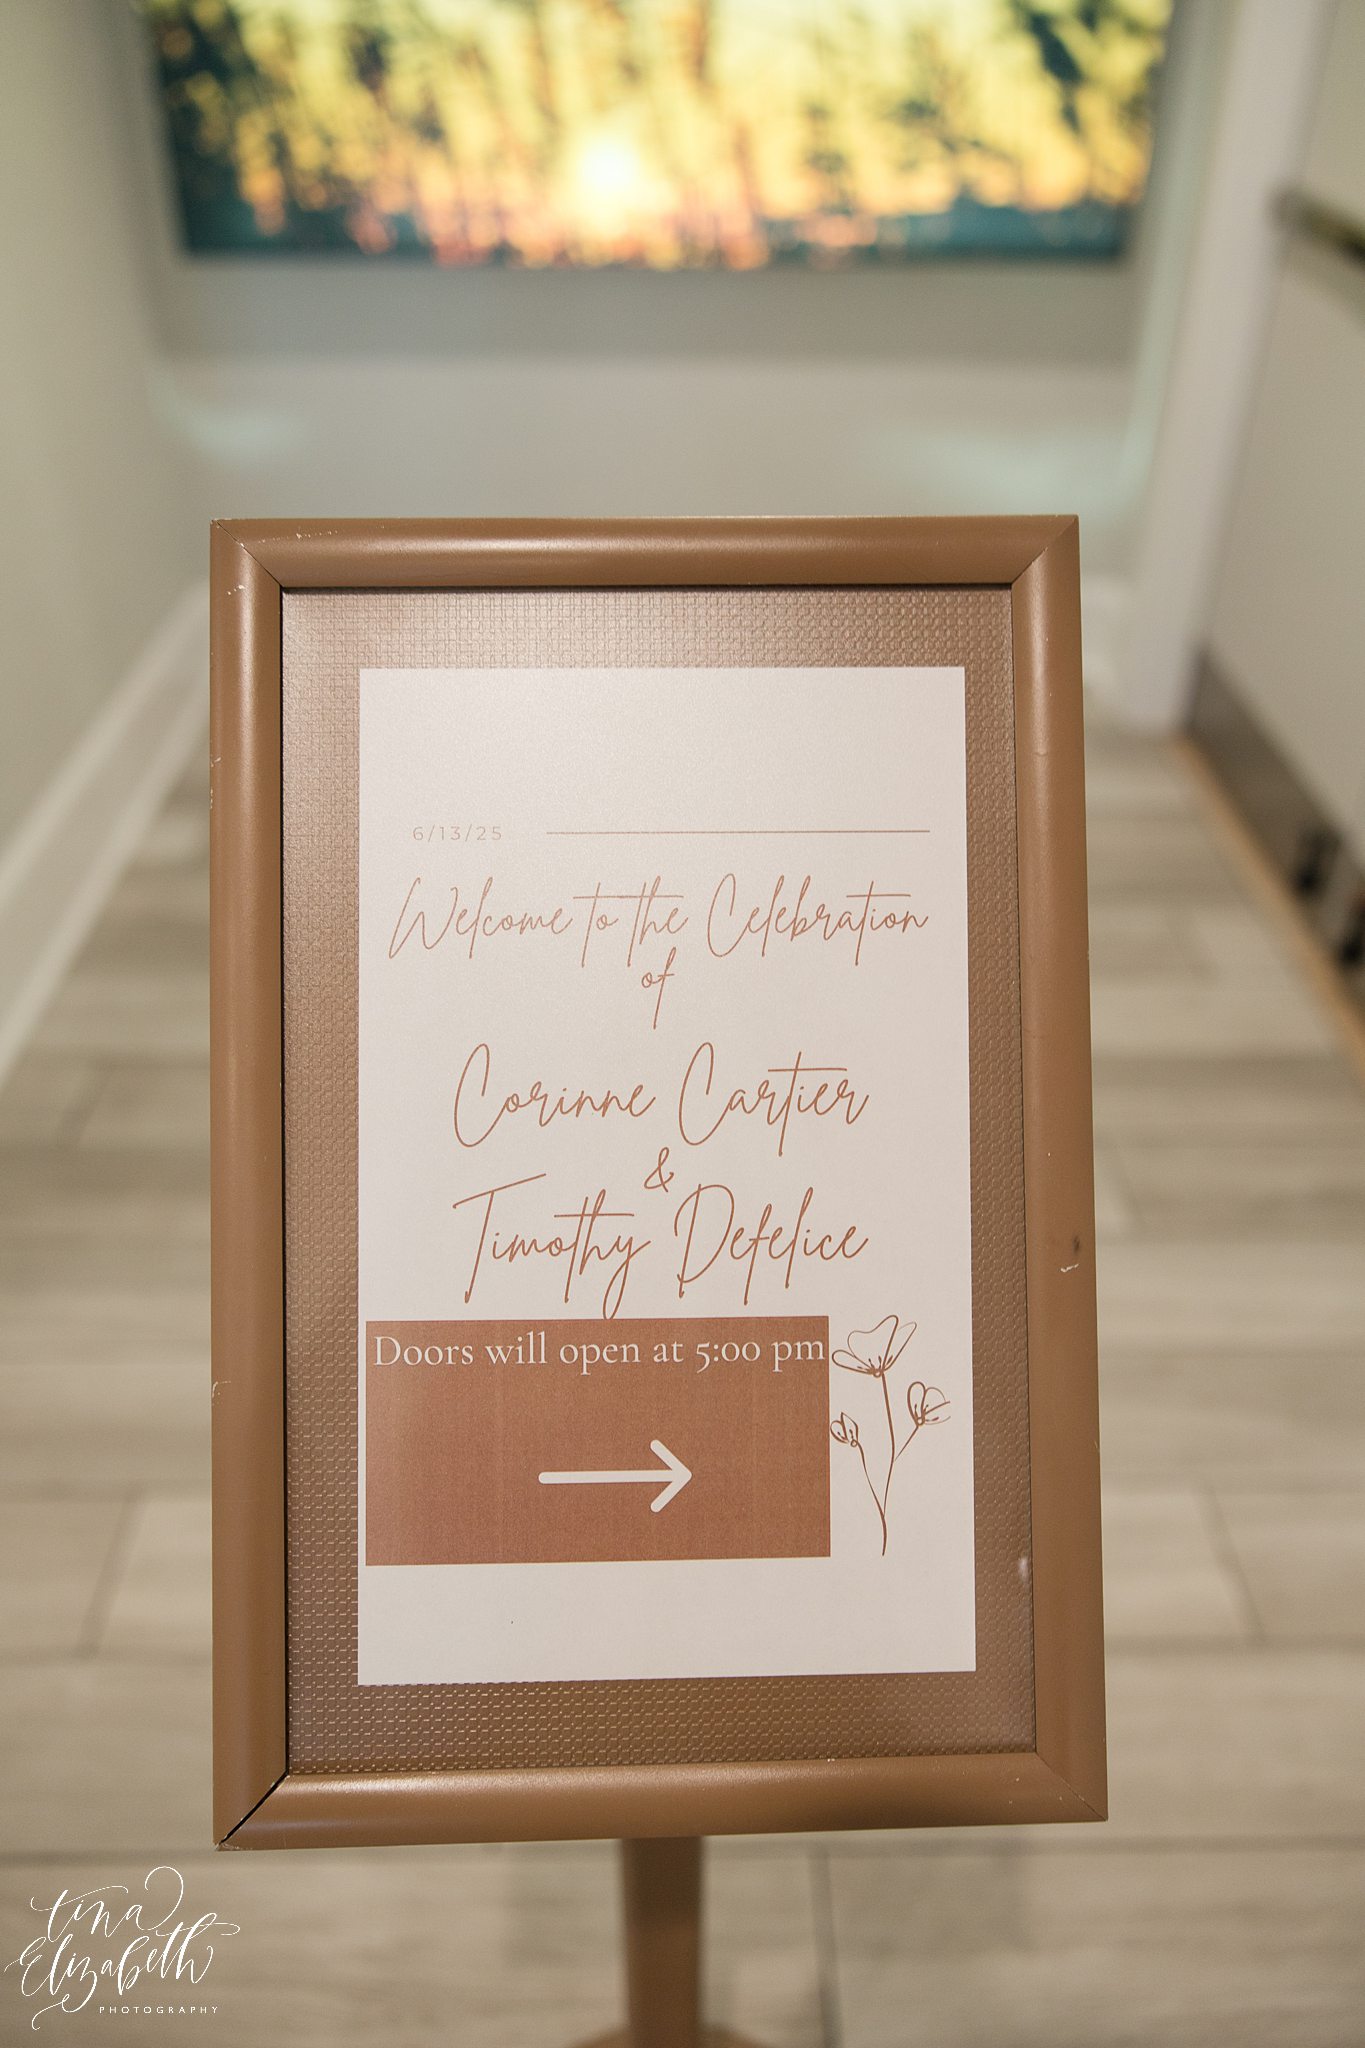 6/13/25
Welcome to the Celebration
of
Corinne Cartier
&
Timothy Defelice
Doors will open at 5:00 pm
tina
Elizabeth
PHOTOGRAPHY